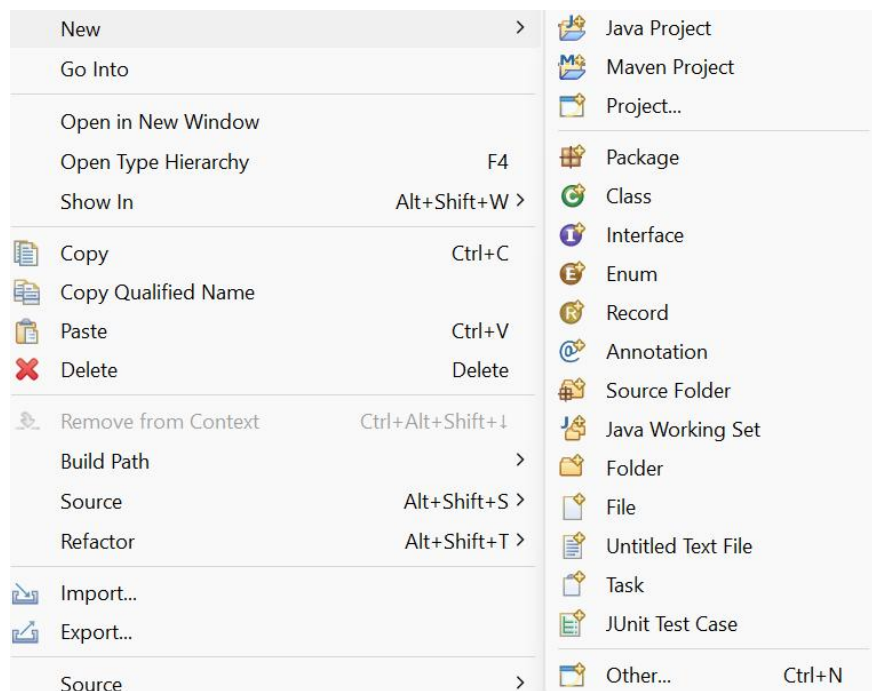 New
Go Into
Open in New Window
Open Type Hierarchy F4
Show In Alt+Shift+W >
Copy Ctrl+C
Copy Qualified Name
Paste Ctrl+V
Delete Delete
Remove from Context Ctrl+Alt+Shift+↓
Build Path >
Source Alt+Shift+S >
Refactor Alt+Shift+T >
Import...
Export...
Source >
Java Project
Maven Project
Project...
Package
Class
Interface
Enum
Record
Annotation
Source Folder
Java Working Set
Folder
File
Untitled Text File
Task
JUnit Test Case
Other... Ctrl+N